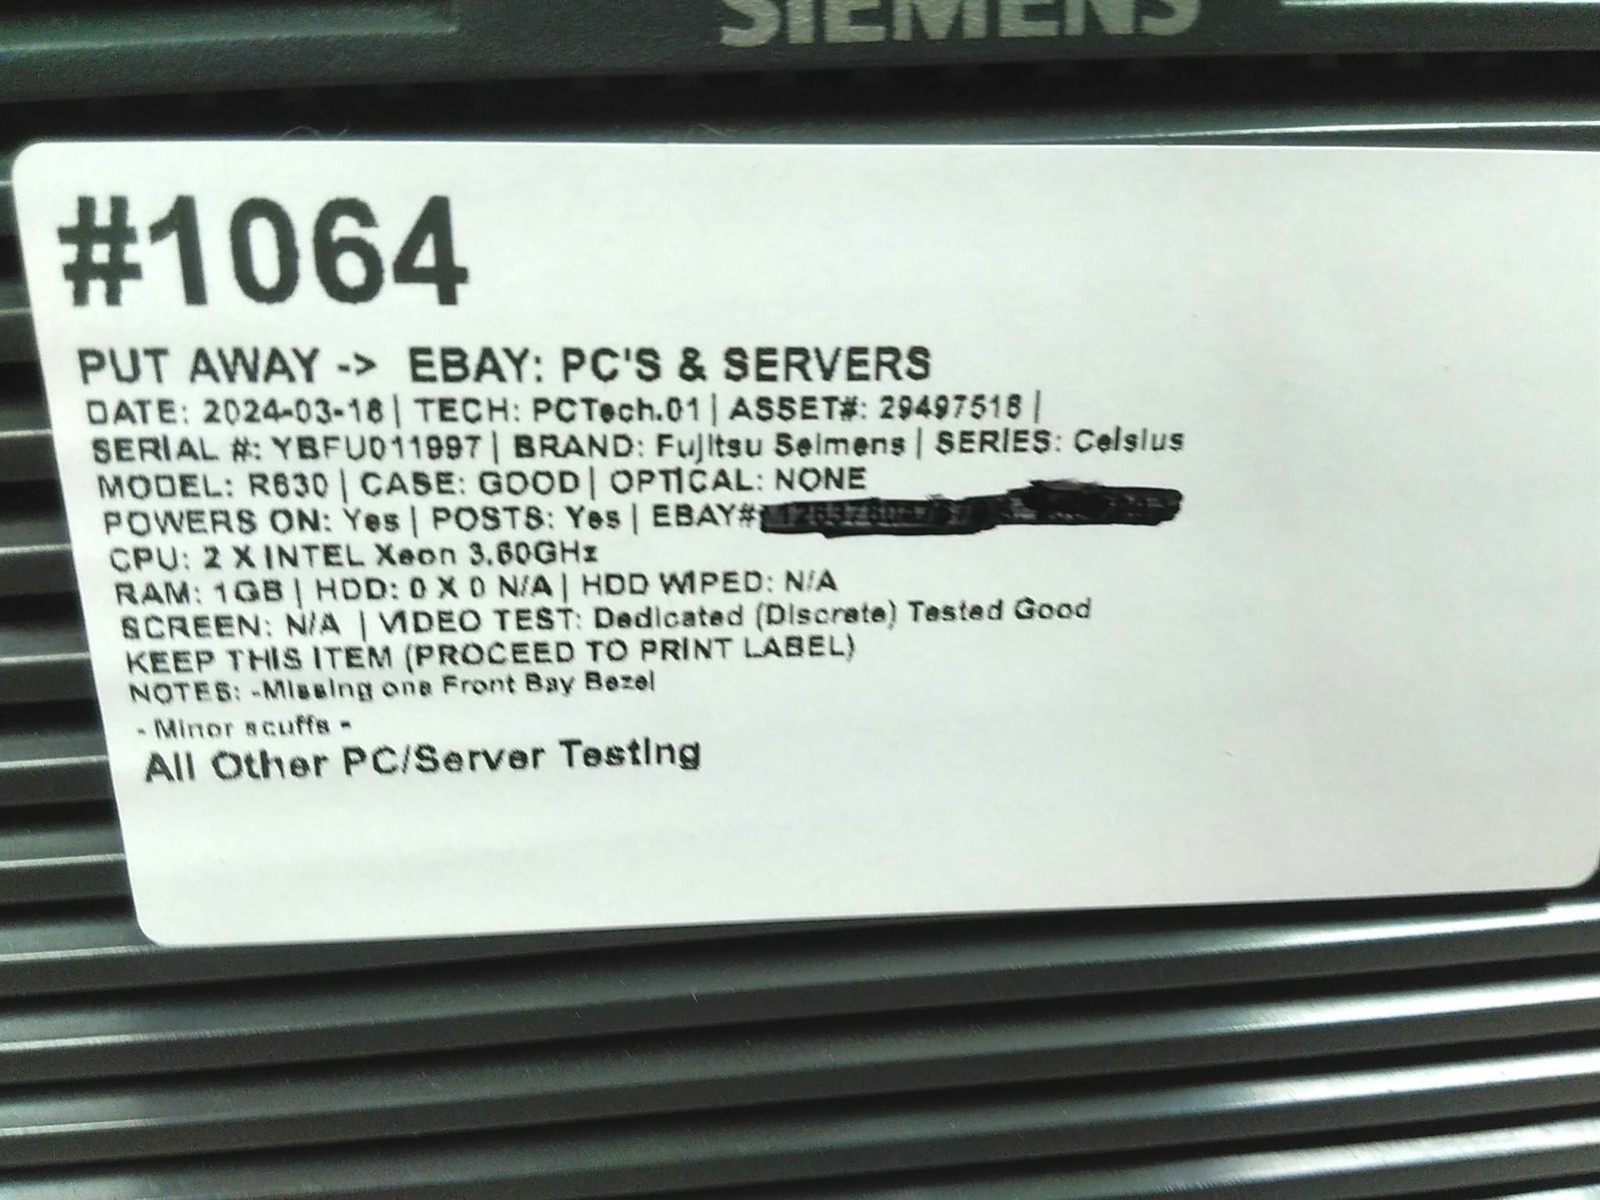 SIEMENS
#1064
PUT AWAY -> EBAY: PC'S & SERVERS
DATE: 2024-03-18 | TECH: PCTech.01 | ASSET#: 29497518 |
SERIAL #: YBFU011997 | BRAND: Fujitsu Seimens | SERIES: Celsius
MODEL: R630 | CASE: GOOD | OPTICAL: NONE
POWERS ON: Yes | POSTS: Yes | EBAY#:
CPU: 2 X INTEL Xeon 3.60GHz
RAM: 1GB | HDD: 0 X 0 N/A | HDD WIPED: N/A
SCREEN: N/A | VIDEO TEST: Dedicated (Discrete) Tested Good
KEEP THIS ITEM (PROCEED TO PRINT LABEL)
NOTES: -Missing one Front Bay Bezel
- Minor scuffs -
All Other PC/Server Testing